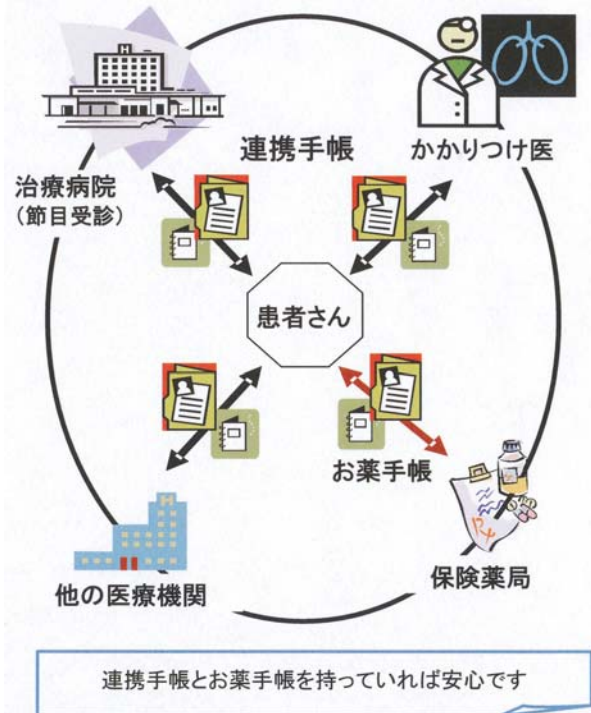 連携手帳
かかりつけ医
治療病院
（節目受診）
患者さん
お薬手帳
保険薬局
他の医療機関
連携手帳とお薬手帳を持っていれば安心です